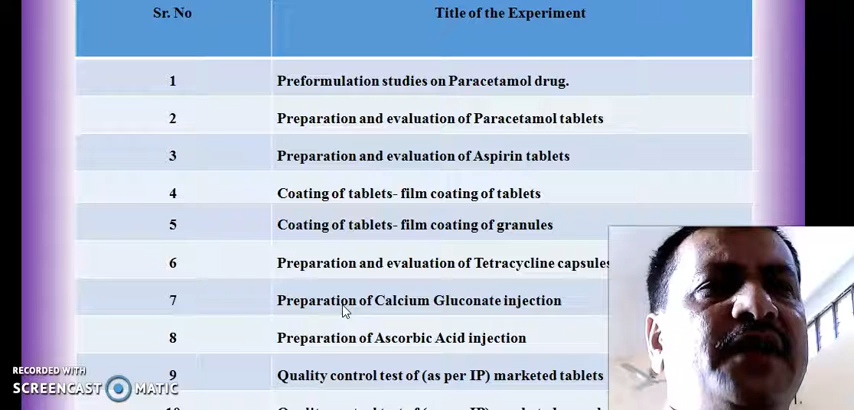 Sr. No Title of the Experiment
1 Preformulation studies on Paracetamol drug.
2 Preparation and evaluation of Paracetamol tablets
3 Preparation and evaluation of Aspirin tablets
4 Coating of tablets- film coating of tablets
5 Coating of tablets- film coating of granules
6 Preparation and evaluation of Tetracycline capsules
7 Preparation of Calcium Gluconate injection
8 Preparation of Ascorbic Acid injection
9 Quality control test of (as per IP) marketed tablets
RECORDED WITH
SCREENCAST MATIC